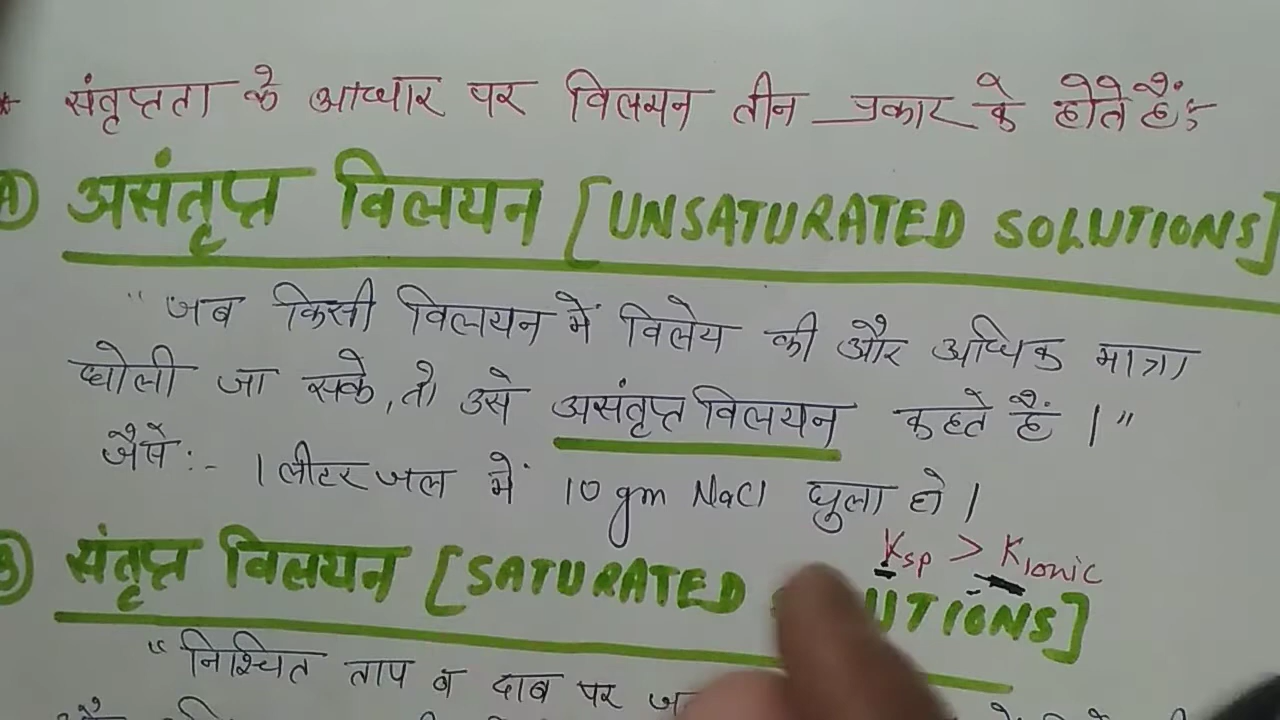 * संतृप्तता के आधार पर विलयन तीन प्रकार के होते हैं:-
A) असंतृप्त विलयन [UNSATURATED SOLUTIONS]
"जब किसी विलयन में विलेय की और अधिक मात्रा
घोली जा सके, तो उसे असंतृप्त विलयन कहते हैं।"
जैसे:- 1 लीटर जल में 10 gm NaCl घुला हो।
Ksp > Kionic
B) संतृप्त विलयन [SATURATED SOLUTIONS]
"निश्चित ताप व दाब पर